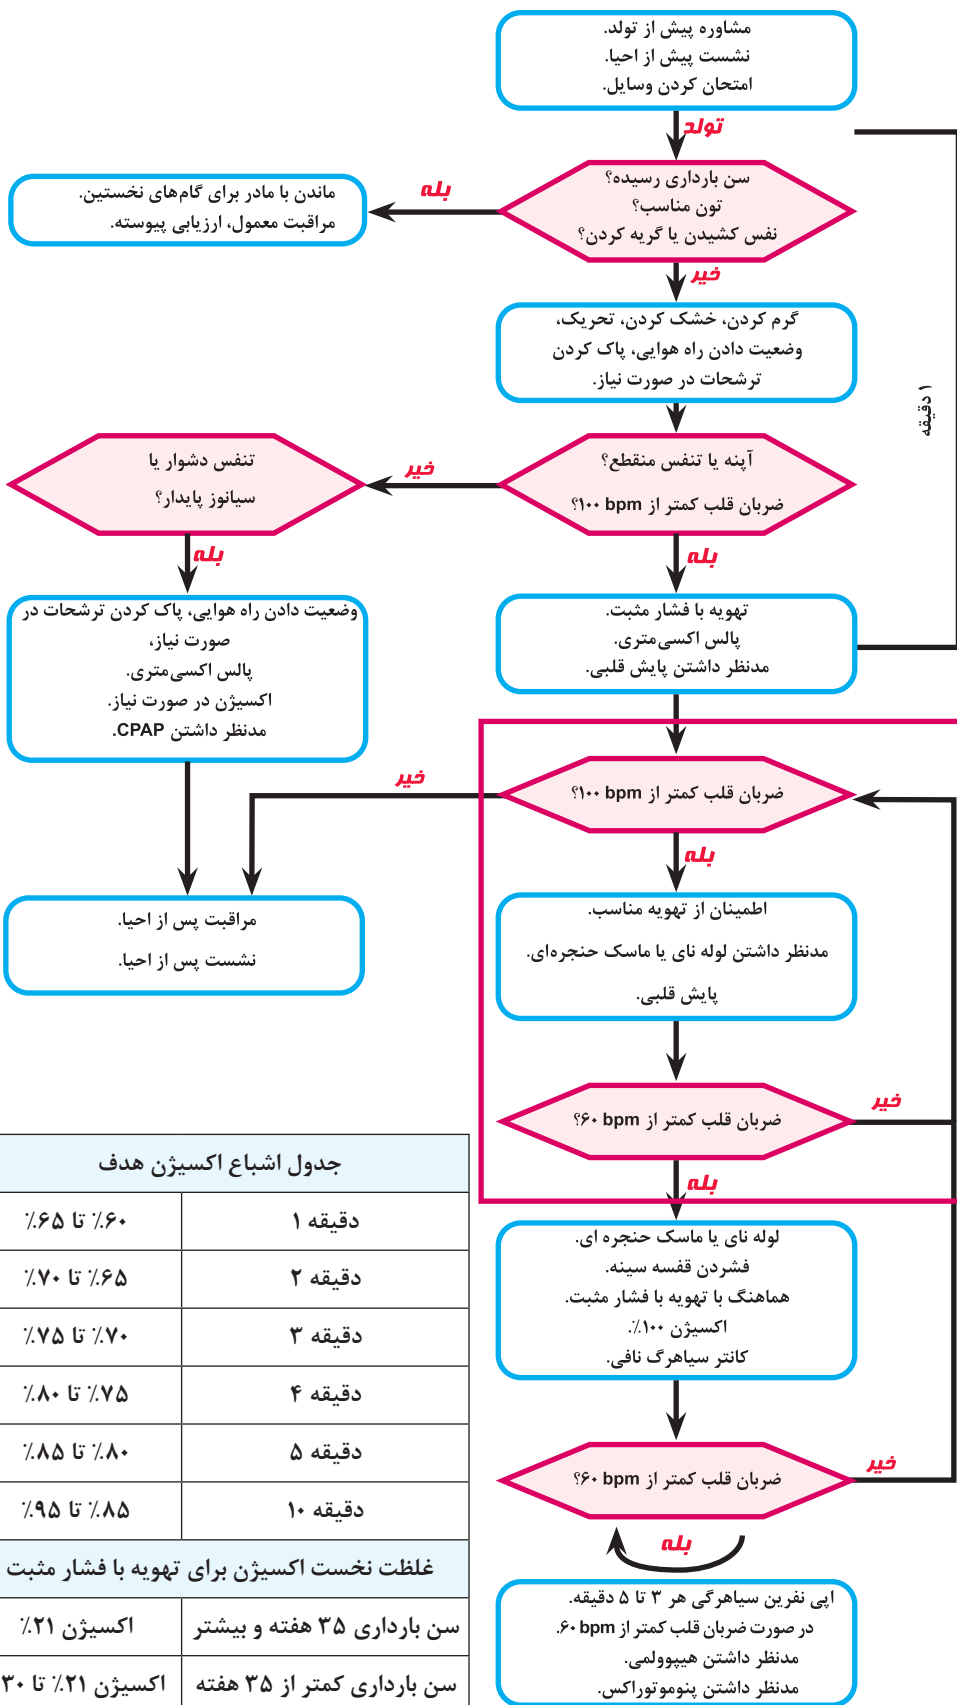 مشاوره پیش از تولد.
نشست پیش از احیا.
امتحان کردن وسایل.
تولد
سن بارداری رسیده؟
تون مناسب؟
نفس کشیدن یا گریه کردن؟
بله
ماندن با مادر برای گام‌های نخستین.
مراقبت معمول، ارزیابی پیوسته.
خیر
گرم کردن، خشک کردن، تحریک،
وضعیت دادن راه هوایی، پاک کردن
ترشحات در صورت نیاز.
۱ دقیقه
آپنه یا تنفس منقطع؟
ضربان قلب کمتر از ۱۰۰ bpm؟
خیر
تنفس دشوار یا
سیانوز پایدار؟
بله
بله
وضعیت دادن راه هوایی، پاک کردن ترشحات در
صورت نیاز،
پالس اکسی‌متری.
اکسیژن در صورت نیاز.
مدنظر داشتن CPAP.
تهویه با فشار مثبت.
پالس اکسی‌متری.
مدنظر داشتن پایش قلبی.
ضربان قلب کمتر از ۱۰۰ bpm؟
خیر
بله
مراقبت پس از احیا.
نشست پس از احیا.
اطمینان از تهویه مناسب.
مدنظر داشتن لوله نای یا ماسک حنجره‌ای.
پایش قلبی.
ضربان قلب کمتر از ۶۰ bpm؟
خیر
بله
لوله نای یا ماسک حنجره ای.
فشردن قفسه سینه.
هماهنگ با تهویه با فشار مثبت.
اکسیژن ۱۰۰٪.
کانتر سیاهرگ نافی.
ضربان قلب کمتر از ۶۰ bpm؟
خیر
بله
اپی نفرین سیاهرگی هر ۳ تا ۵ دقیقه.
در صورت ضربان قلب کمتر از ۶۰ bpm.
مدنظر داشتن هیپوولمی.
مدنظر داشتن پنوموتوراکس.
جدول اشباع اکسیژن هدف
دقیقه ۱ ۶۰٪ تا ۶۵٪
دقیقه ۲ ۶۵٪ تا ۷۰٪
دقیقه ۳ ۷۰٪ تا ۷۵٪
دقیقه ۴ ۷۵٪ تا ۸۰٪
دقیقه ۵ ۸۰٪ تا ۸۵٪
دقیقه ۱۰ ۸۵٪ تا ۹۵٪
غلظت نخست اکسیژن برای تهویه با فشار مثبت
سن بارداری ۳۵ هفته و بیشتر اکسیژن ۲۱٪
سن بارداری کمتر از ۳۵ هفته اکسیژن ۲۱٪ تا ۳۰